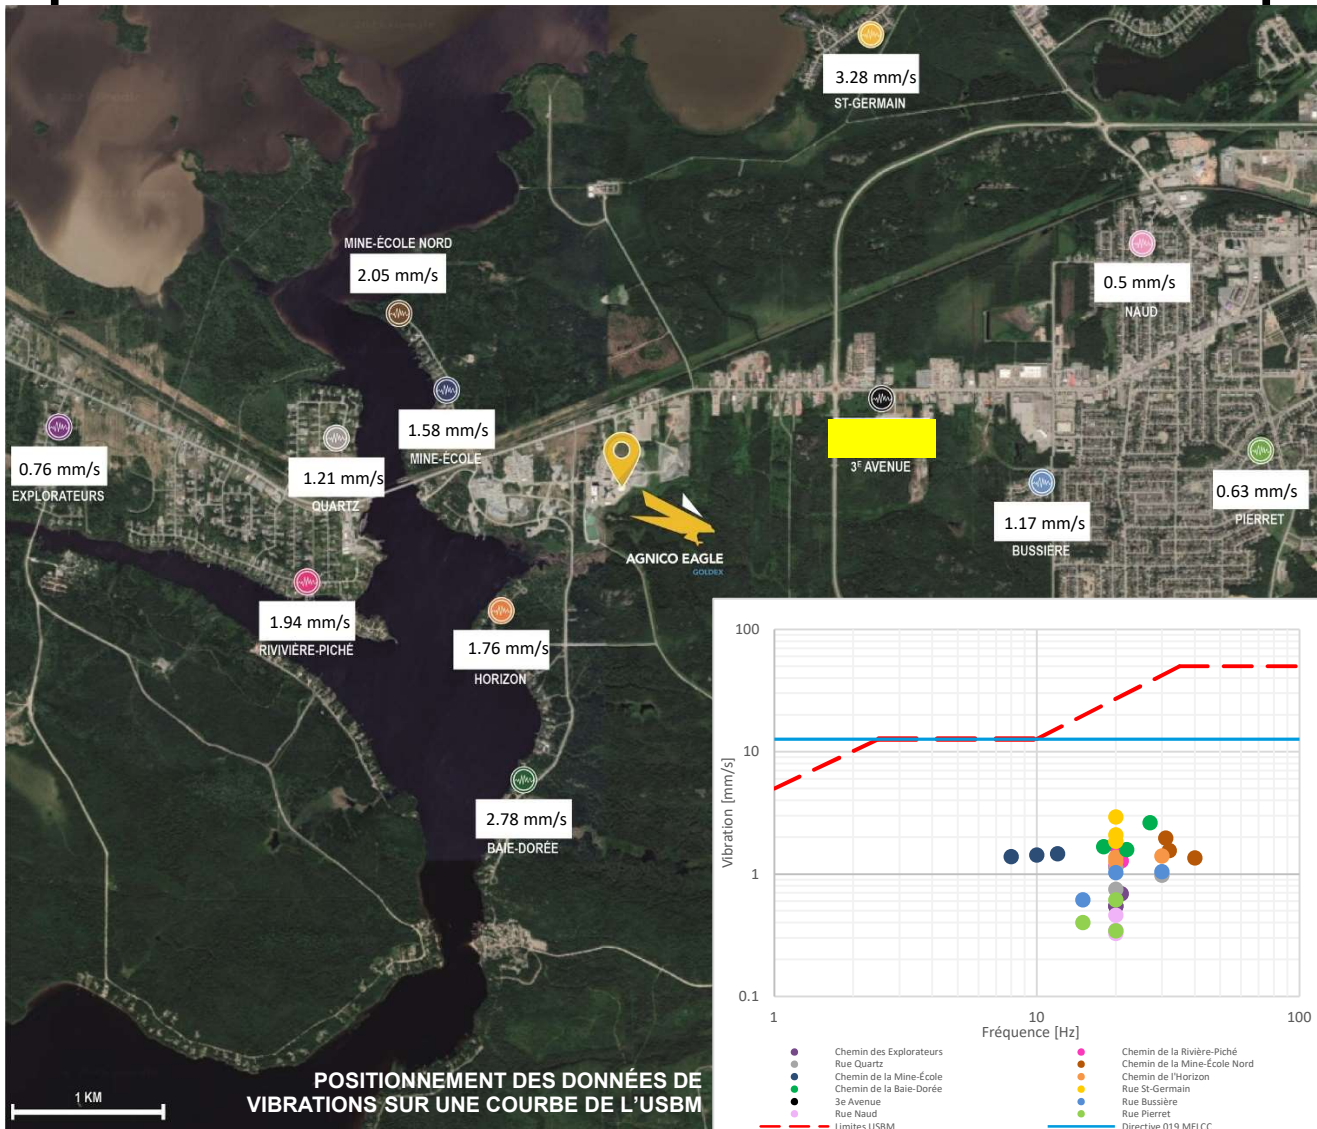 3.28 mm/s
ST-GERMAIN
MINE-ÉCOLE NORD
2.05 mm/s
0.5 mm/s
NAUD
1.58 mm/s
MINE-ÉCOLE
0.76 mm/s
EXPLORATEURS
1.21 mm/s
QUARTZ
3E AVENUE
0.63 mm/s
PIERRET
1.17 mm/s
BUSSIÈRE
AGNICO EAGLE
GOLDEX
1.94 mm/s
RIVIVIÈRE-PICHÉ
1.76 mm/s
HORIZON
2.78 mm/s
BAIE-DORÉE
1 KM
POSITIONNEMENT DES DONNÉES DE
VIBRATIONS SUR UNE COURBE DE L'USBM
100
10
1
0.1
Vibration [mm/s]
1
10
100
Fréquence [Hz]
Chemin des Explorateurs
Chemin de la Rivière-Piché
Rue Quartz
Chemin de la Mine-École Nord
Chemin de la Mine-École
Chemin de l'Horizon
Chemin de la Baie-Dorée
Rue St-Germain
3e Avenue
Rue Bussière
Rue Naud
Rue Pierret
Limites USBM
Directive 019 MELCC